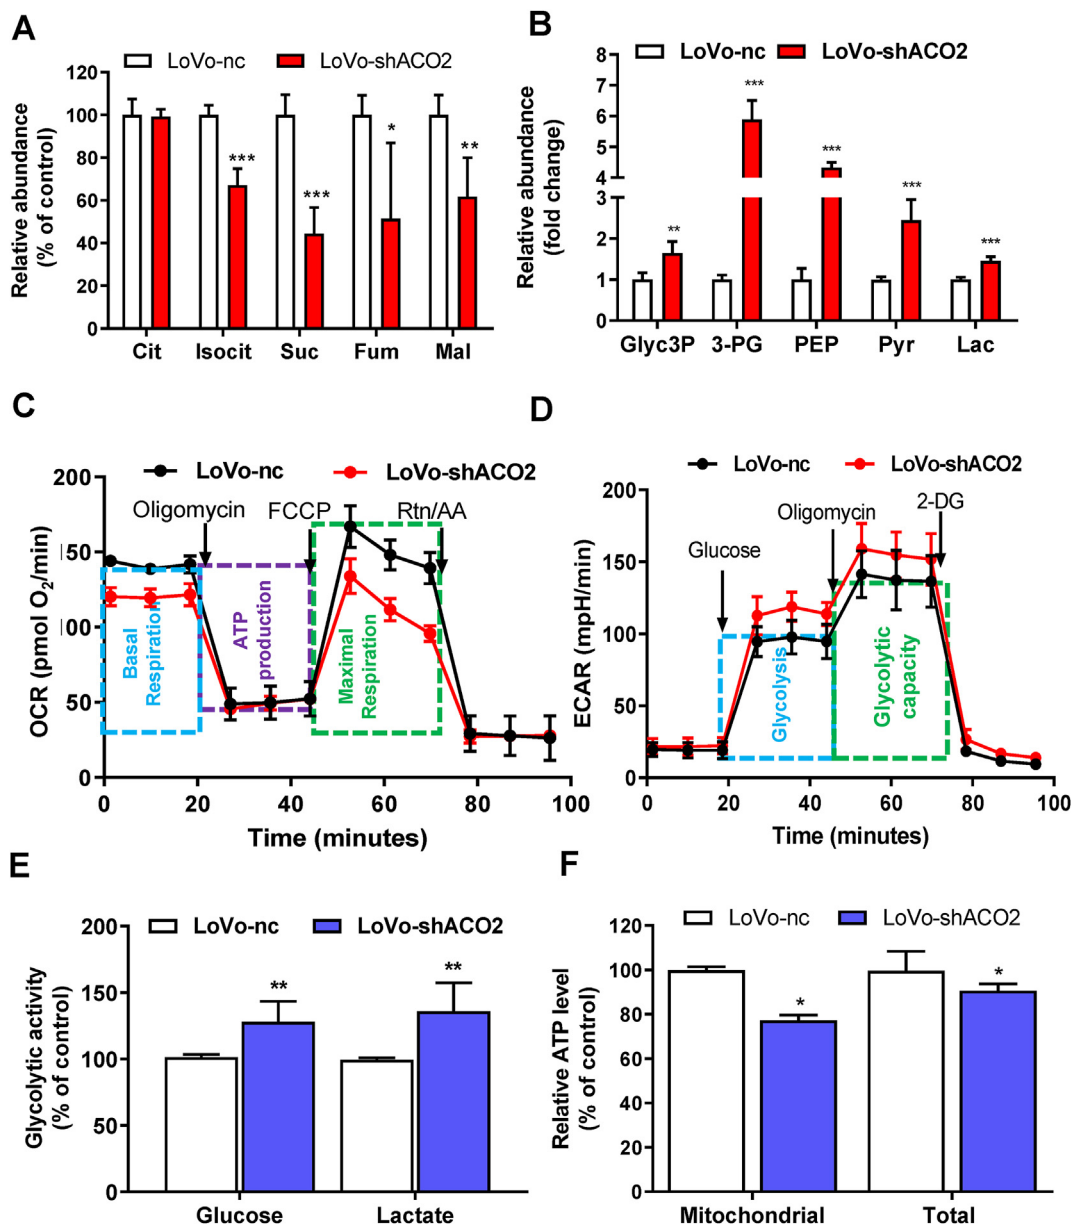 A
LoVo-nc LoVo-shACO2
Relative abundance
(% of control)
120
100
80
60
40
20
0
*** *** * **
Cit Isocit Suc Fum Mal
B
LoVo-nc LoVo-shACO2
Relative abundance
(fold change)
8
7
6
5
4
3
2
1
0
** *** *** *** ***
Glyc3P 3-PG PEP Pyr Lac
C
LoVo-nc LoVo-shACO2
OCR (pmol O2/min)
200
150
100
50
0
Oligomycin FCCP Rtn/AA
Basal
Respiration
ATP
production
Maximal
Respiration
0 20 40 60 80 100
Time (minutes)
D
LoVo-nc LoVo-shACO2
ECAR (mpH/min)
200
150
100
50
0
Glucose Oligomycin 2-DG
Glycolysis
Glycolytic
capacity
0 20 40 60 80 100
Time (minutes)
E
LoVo-nc LoVo-shACO2
Glycolytic activity
(% of control)
200
150
100
50
0
** **
Glucose Lactate
F
LoVo-nc LoVo-shACO2
Relative ATP level
(% of control)
120
100
80
60
40
20
0
* *
Mitochondrial Total